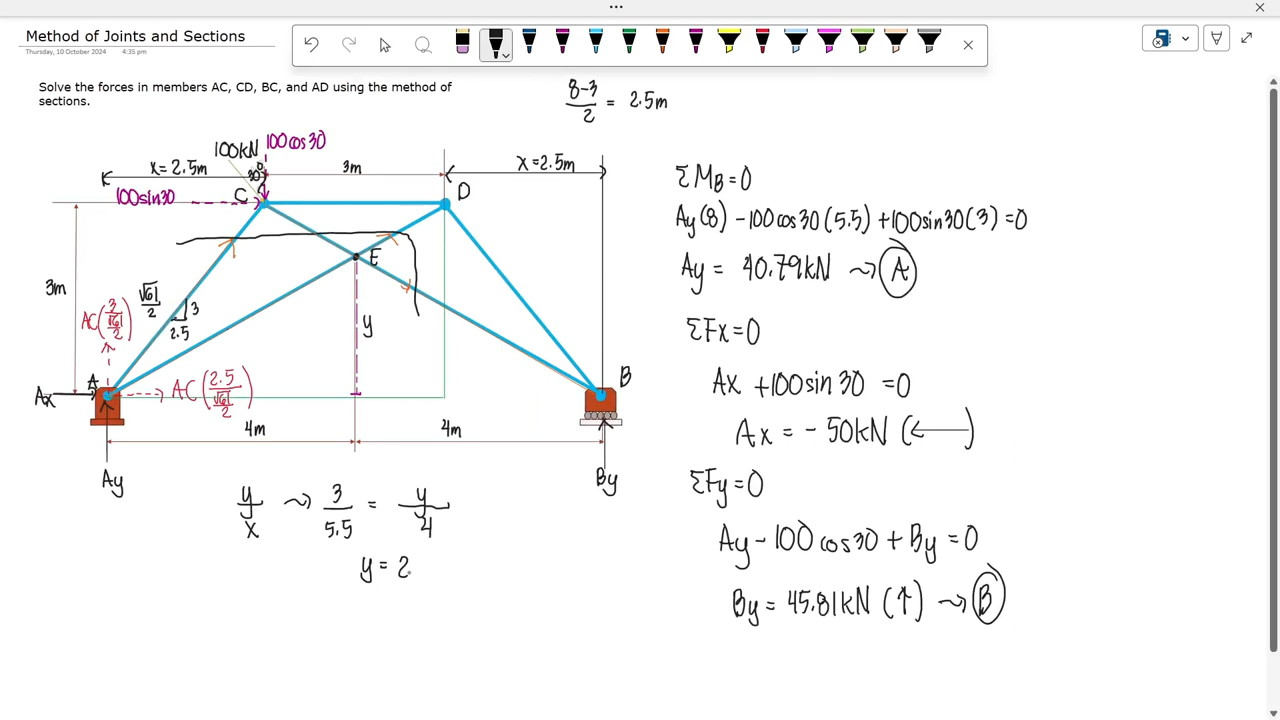 Method of Joints and Sections
Thursday, 10 October 2024 4:35 pm
Solve the forces in members AC, CD, BC, and AD using the method of
sections.
8-3/2 = 2.5m
100kN
100cos30
x = 2.5m
30°
3m
x = 2.5m
100sin30
C
D
E
3m
√61/2
3
2.5
y
AC(3/(√61/2))
A
AC(2.5/(√61/2))
B
Ax
4m
4m
Ay
By
y/x ⤳ 3/5.5 = y/4
y = 2.
ΣMB=0
Ay(8) -100cos30(5.5) +100sin30(3) =0
Ay = 40.79kN ⤳ A
ΣFx=0
Ax +100sin30 =0
Ax = -50kN (←)
ΣFy=0
Ay-100cos30 + By =0
By = 45.81kN (↑) ⤳ B